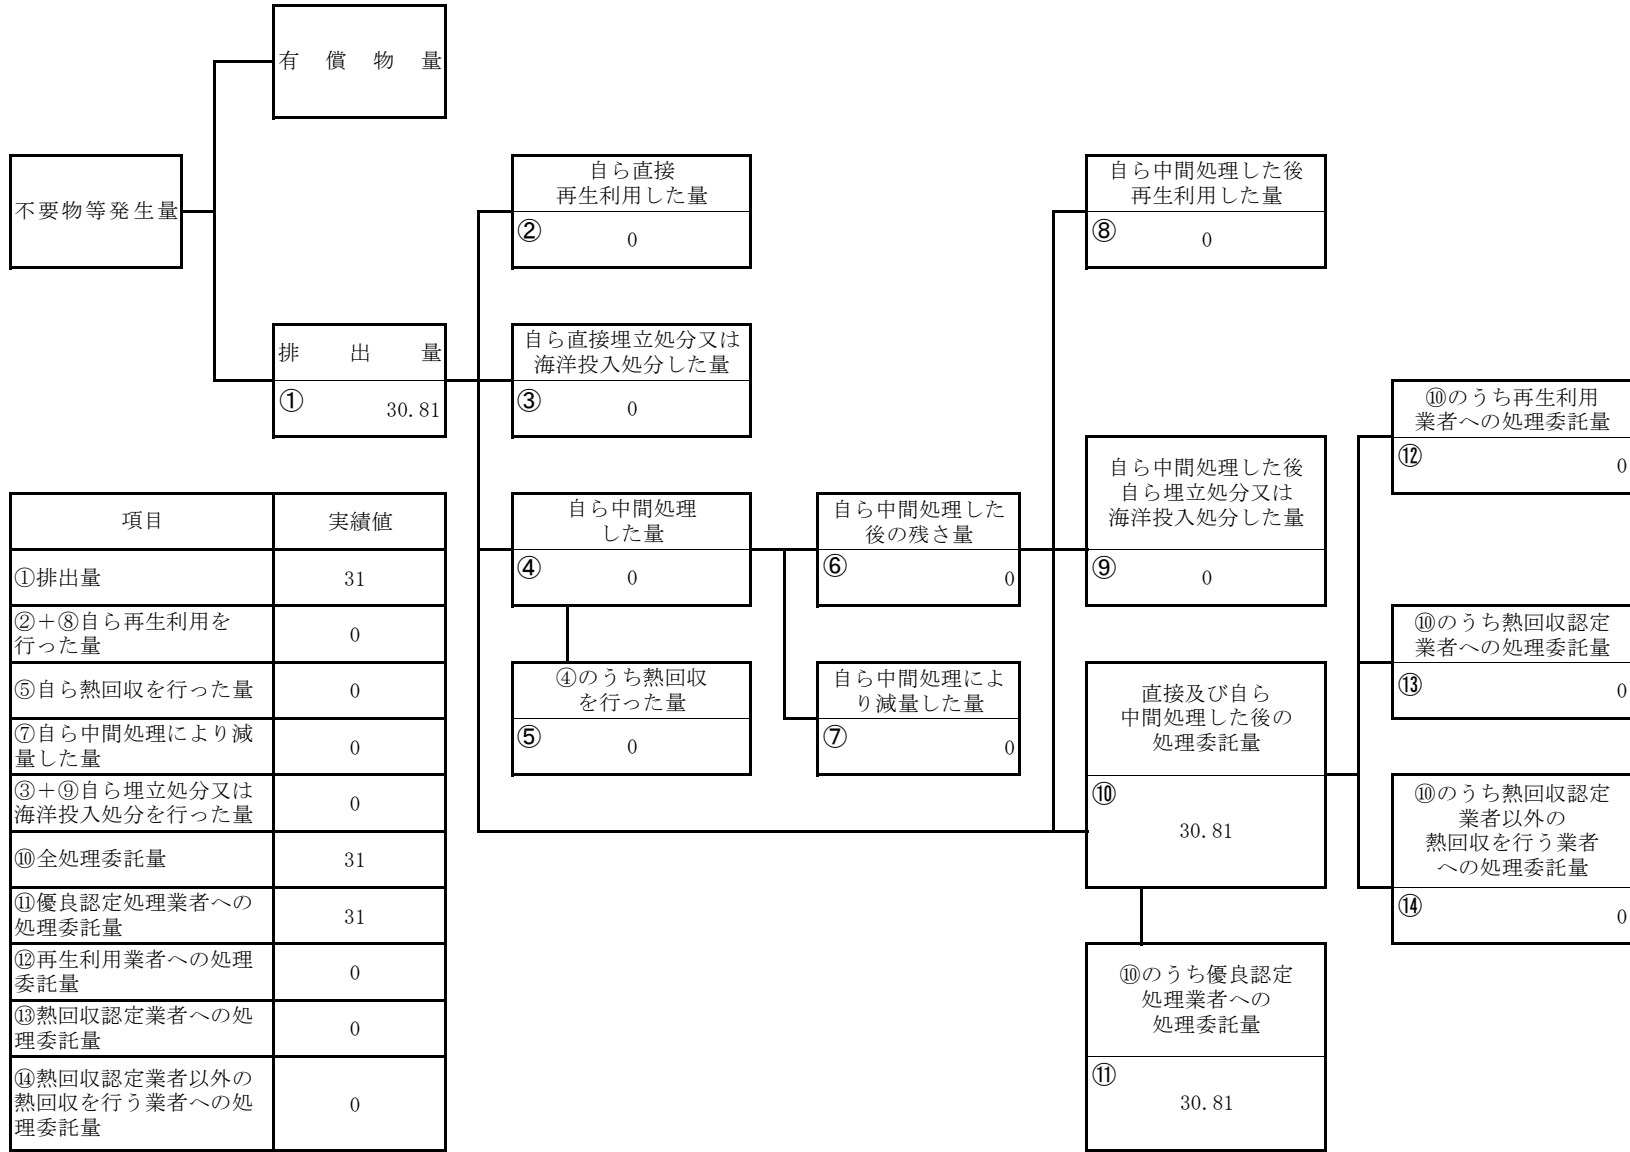 有償物量
不要物等発生量
排出量
①
30.81
自ら直接
再生利用した量
②
0
自ら直接埋立処分又は
海洋投入処分した量
③
0
自ら中間処理
した量
④
0
④のうち熱回収
を行った量
⑤
0
自ら中間処理した
後の残さ量
⑥
0
自ら中間処理によ
り減量した量
⑦
0
自ら中間処理した後
再生利用した量
⑧
0
自ら中間処理した後
自ら埋立処分又は
海洋投入処分した量
⑨
0
直接及び自ら
中間処理した後の
処理委託量
⑩
30.81
⑩のうち優良認定
処理業者への
処理委託量
⑪
30.81
⑩のうち再生利用
業者への処理委託量
⑫
0
⑩のうち熱回収認定
業者への処理委託量
⑬
0
⑩のうち熱回収認定
業者以外の
熱回収を行う業者
への処理委託量
⑭
0
項目 実績値
①排出量 31
②+⑧自ら再生利用を
行った量 0
⑤自ら熱回収を行った量 0
⑦自ら中間処理により減
量した量 0
③+⑨自ら埋立処分又は
海洋投入処分を行った量 0
⑩全処理委託量 31
⑪優良認定処理業者への
処理委託量 31
⑫再生利用業者への処理
委託量 0
⑬熱回収認定業者への処
理委託量 0
⑭熱回収認定業者以外の
熱回収を行う業者への処
理委託量 0